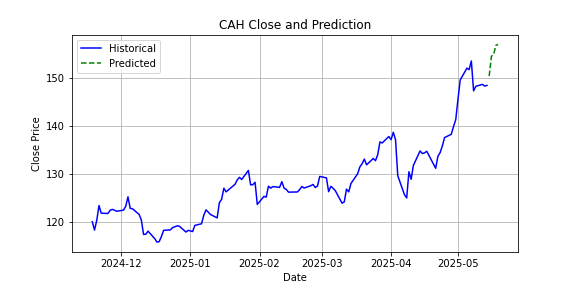 CAH Close and Prediction
Historical
Predicted
Close Price
150
140
130
120
2024-12
2025-01
2025-02
2025-03
2025-04
2025-05
Date